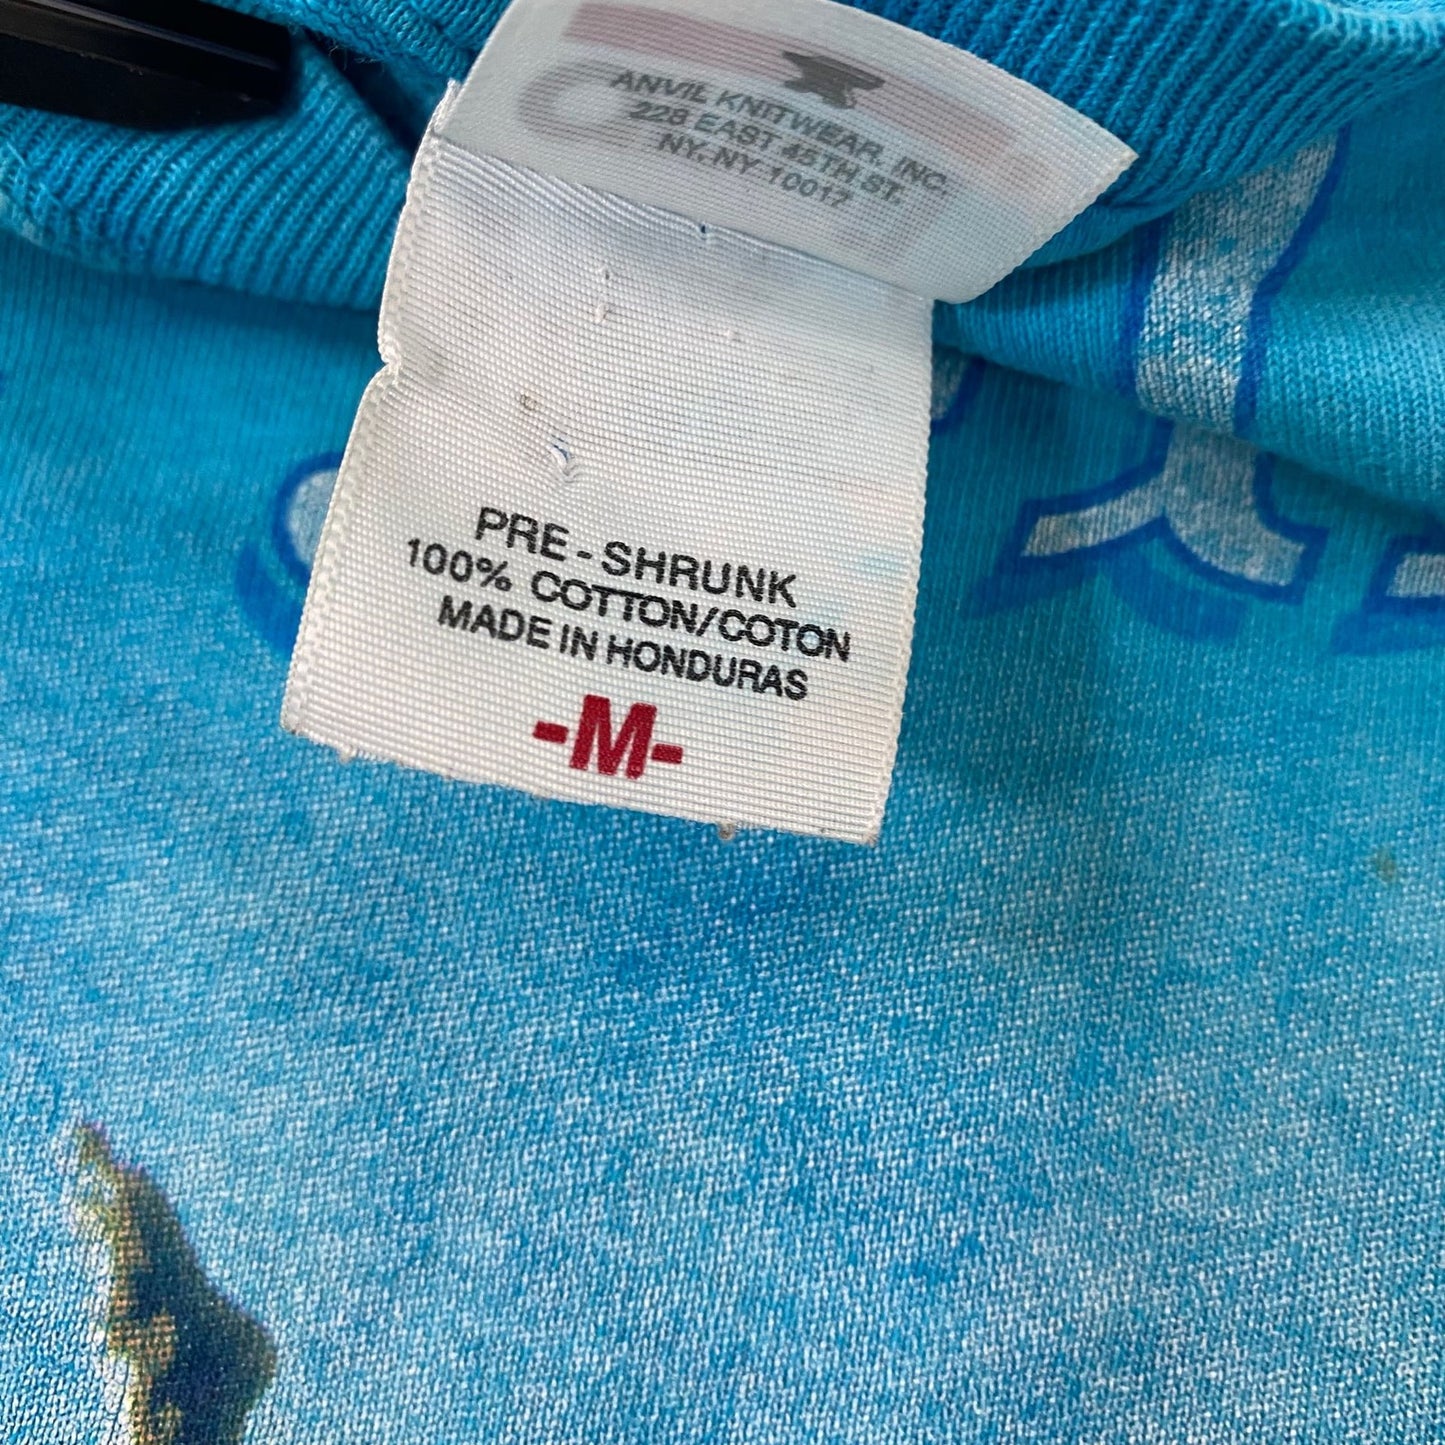 ANVIL KNITWEAR, INC.
228 EAST 45TH ST.
NY, NY 10017
PRE-SHRUNK
100% COTTON/COTON
MADE IN HONDURAS
-M-